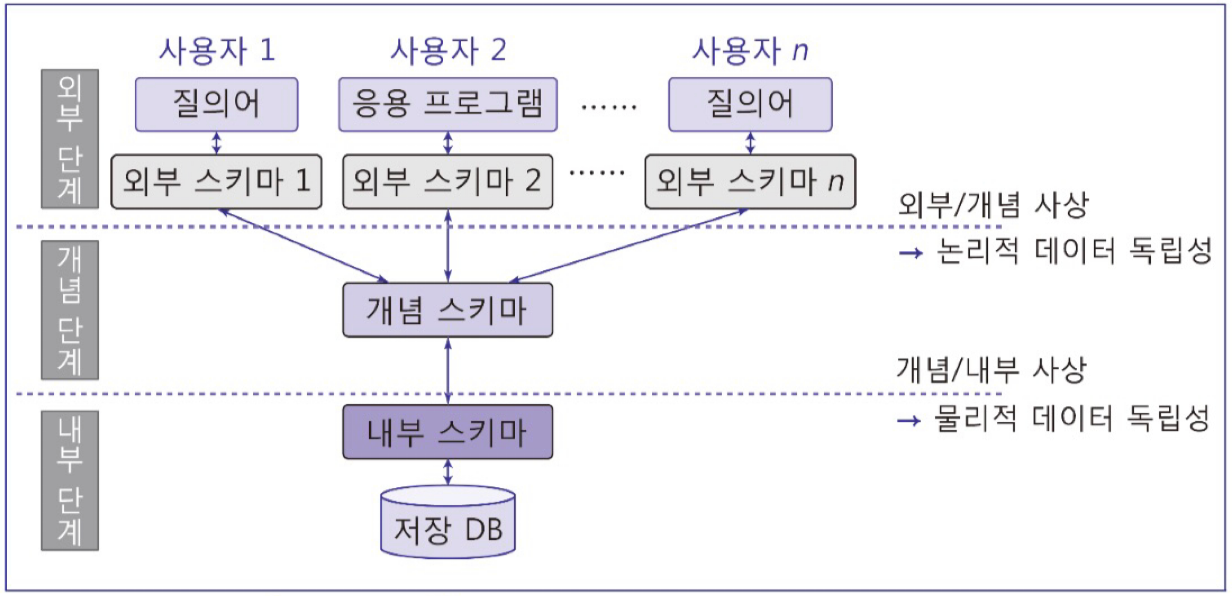 사용자 1
사용자 2
사용자 n
외부 단계
질의어
응용 프로그램
……
질의어
외부 스키마 1
외부 스키마 2
……
외부 스키마 n
외부/개념 사상
→ 논리적 데이터 독립성
개념 단계
개념 스키마
개념/내부 사상
→ 물리적 데이터 독립성
내부 단계
내부 스키마
저장 DB